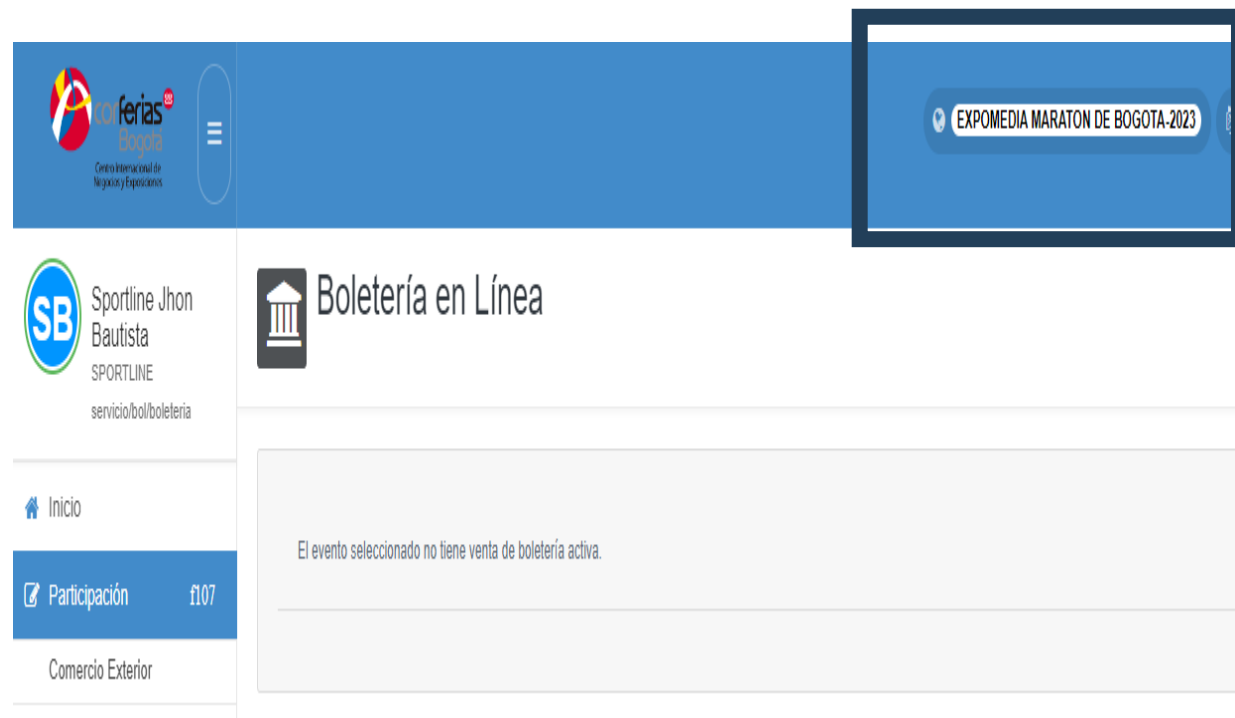 corferias
Bogotá
Centro Internacional de
Negocios y Exposiciones
EXPOMEDIA MARATON DE BOGOTA-2023
SB
Sportline Jhon
Bautista
SPORTLINE
servicio/bol/boleteria
Boletería en Línea
Inicio
El evento seleccionado no tiene venta de boletería activa.
Participación f107
Comercio Exterior